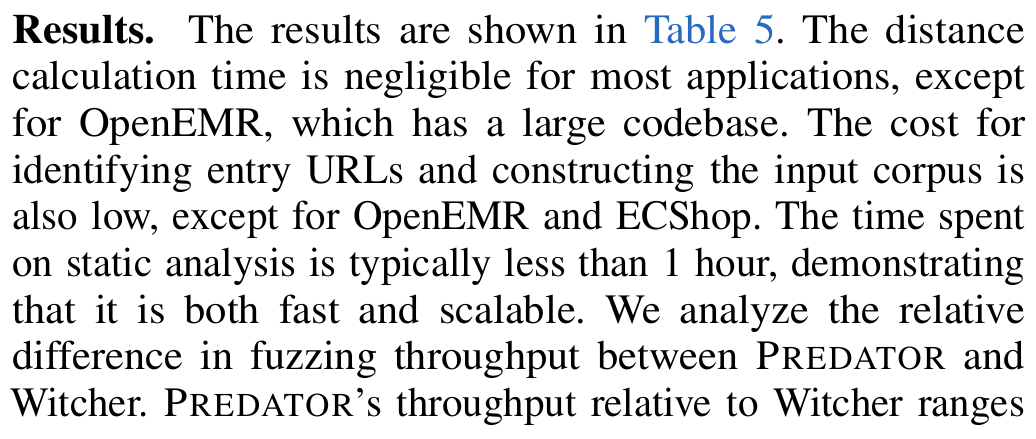 Results. The results are shown in Table 5. The distance
calculation time is negligible for most applications, except
for OpenEMR, which has a large codebase. The cost for
identifying entry URLs and constructing the input corpus is
also low, except for OpenEMR and ECShop. The time spent
on static analysis is typically less than 1 hour, demonstrating
that it is both fast and scalable. We analyze the relative
difference in fuzzing throughput between PREDATOR and
Witcher. PREDATOR's throughput relative to Witcher ranges